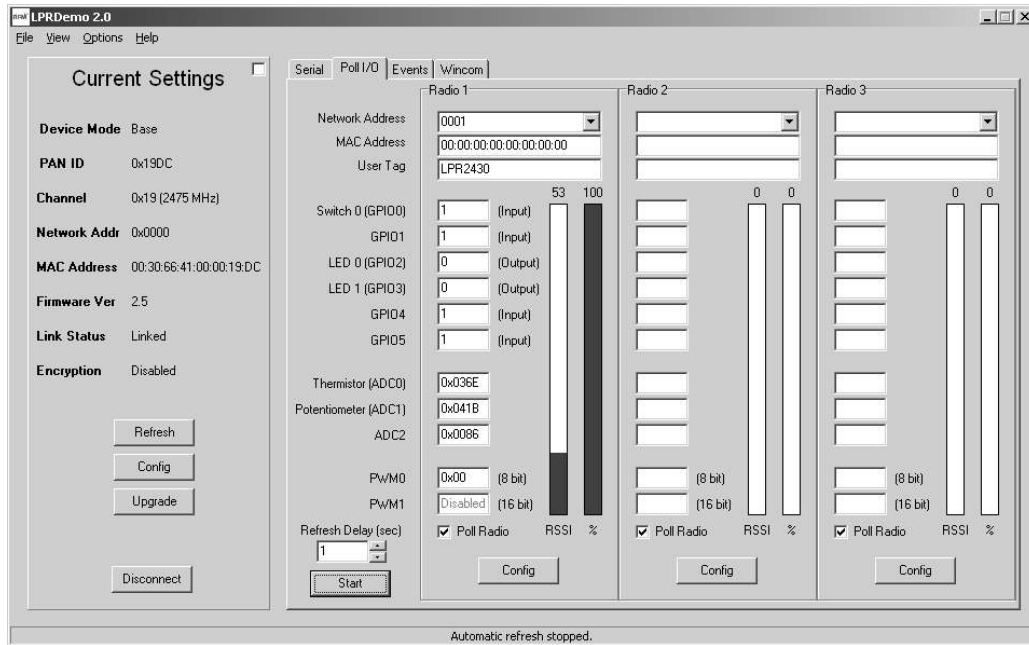 RFM LPRDemo 2.0
File View Options Help
Current Settings
Device Mode Base
PAN ID 0x19DC
Channel 0x19 (2475 MHz)
Network Addr 0x0000
MAC Address 00:30:66:41:00:00:19:DC
Firmware Ver 2.5
Link Status Linked
Encryption Disabled
Refresh
Config
Upgrade
Disconnect
Serial Poll I/O Events Wincom
Radio 1 Radio 2 Radio 3
Network Address 0001
MAC Address 00:00:00:00:00:00:00:00
User Tag LPR2430
53 100 0 0 0 0
Switch 0 (GPIO0) 1 (Input)
GPIO1 1 (Input)
LED 0 (GPIO2) 0 (Output)
LED 1 (GPIO3) 0 (Output)
GPIO4 1 (Input)
GPIO5 1 (Input)
Thermistor (ADC0) 0x036E
Potentiometer (ADC1) 0x041B
ADC2 0x0086
PWM0 0x00 (8 bit) (8 bit) (8 bit)
PWM1 Disabled (16 bit) (16 bit) (16 bit)
Refresh Delay (sec) Poll Radio RSSI % Poll Radio RSSI % Poll Radio RSSI %
1
Start Config Config Config
Automatic refresh stopped.